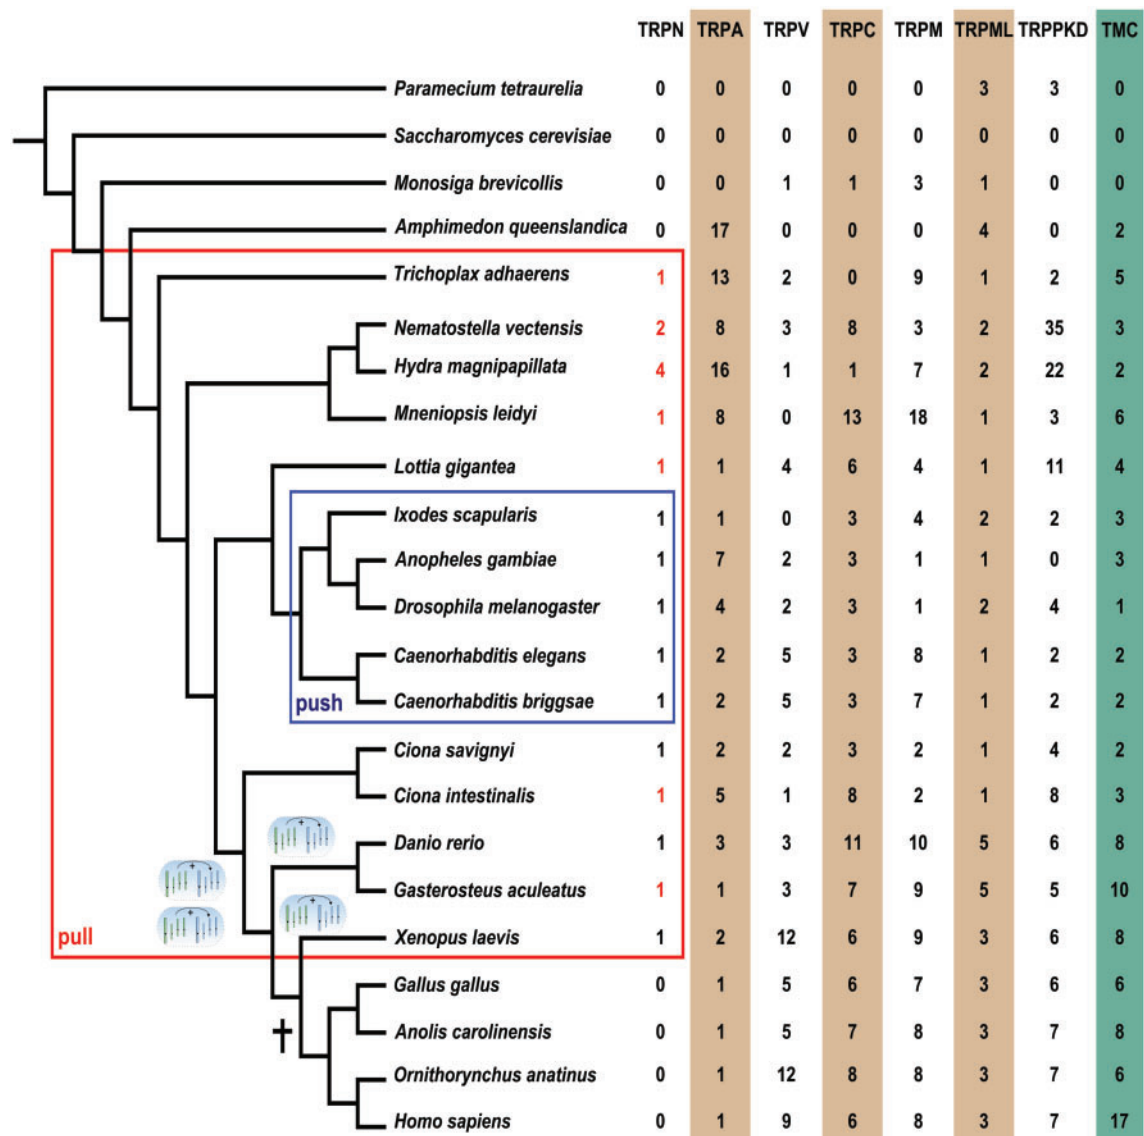 TRPN TRPA TRPV TRPC TRPM TRPML TRPPKD TMC
Paramecium tetraurelia 0 0 0 0 0 3 3 0
Saccharomyces cerevisiae 0 0 0 0 0 0 0 0
Monosiga brevicollis 0 0 1 1 3 1 0 0
Amphimedon queenslandica 0 17 0 0 0 4 0 2
Trichoplax adhaerens 1 13 2 0 9 1 2 5
Nematostella vectensis 2 8 3 8 3 2 35 3
Hydra magnipapillata 4 16 1 1 7 2 22 2
Mneniopsis leidyi 1 8 0 13 18 1 3 6
Lottia gigantea 1 1 4 6 4 1 11 4
Ixodes scapularis 1 1 0 3 4 2 2 3
Anopheles gambiae 1 7 2 3 1 1 0 3
Drosophila melanogaster 1 4 2 3 1 2 4 1
Caenorhabditis elegans 1 2 5 3 8 1 2 2
push Caenorhabditis briggsae 1 2 5 3 7 1 2 2
Ciona savignyi 1 2 2 3 2 1 4 2
Ciona intestinalis 1 5 1 8 2 1 8 3
Danio rerio 1 3 3 11 10 5 6 8
Gasterosteus aculeatus 1 1 3 7 9 5 5 10
pull Xenopus laevis 1 2 12 6 9 3 6 8
Gallus gallus 0 1 5 6 7 3 6 6
Anolis carolinensis 0 1 5 7 8 3 7 8
Ornithorynchus anatinus 0 1 12 8 8 3 7 6
Homo sapiens 0 1 9 6 8 3 7 17